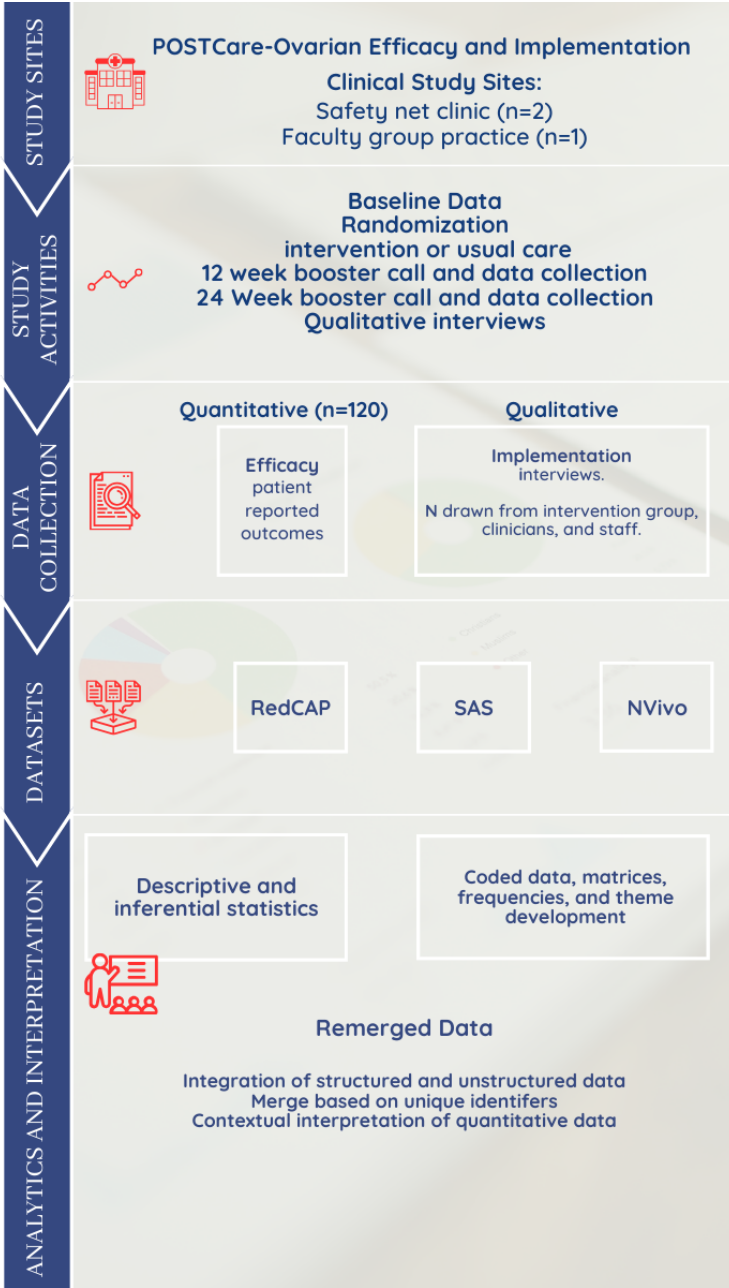 STUDY SITES
POSTCare-Ovarian Efficacy and Implementation
Clinical Study Sites:
Safety net clinic (n=2)
Faculty group practice (n=1)
STUDY
ACTIVITIES
Baseline Data
Randomization
intervention or usual care
12 week booster call and data collection
24 Week booster call and data collection
Qualitative interviews
DATA
COLLECTION
Quantitative (n=120)
Efficacy
patient
reported
outcomes
Qualitative
Implementation
interviews.
N drawn from intervention group,
clinicians, and staff.
DATASETS
RedCAP
SAS
NVivo
ANALYTICS AND INTERPRETATION
Descriptive and
inferential statistics
Coded data, matrices,
frequencies, and theme
development
Remerged Data
Integration of structured and unstructured data
Merge based on unique identifers
Contextual interpretation of quantitative data